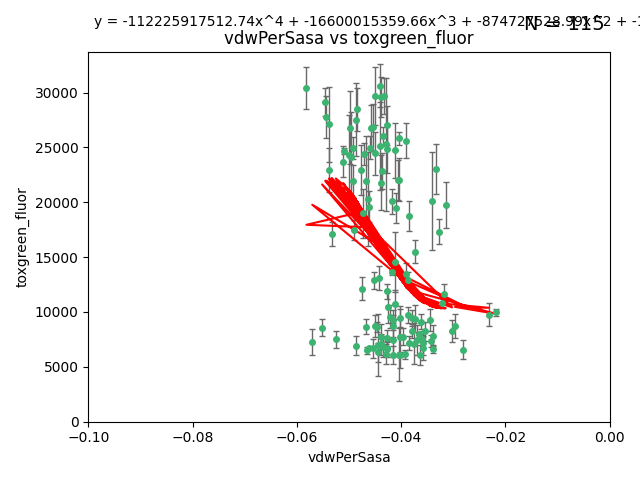 y = -112225917512.74x^4 + -16600015359.66x^3 + -874727528.99x^2 + -1
N = 115
vdwPerSasa vs toxgreen_fluor
30000
25000
20000
15000
10000
5000
0
toxgreen_fluor
−0.10 −0.08 −0.06 −0.04 −0.02 0.00
vdwPerSasa